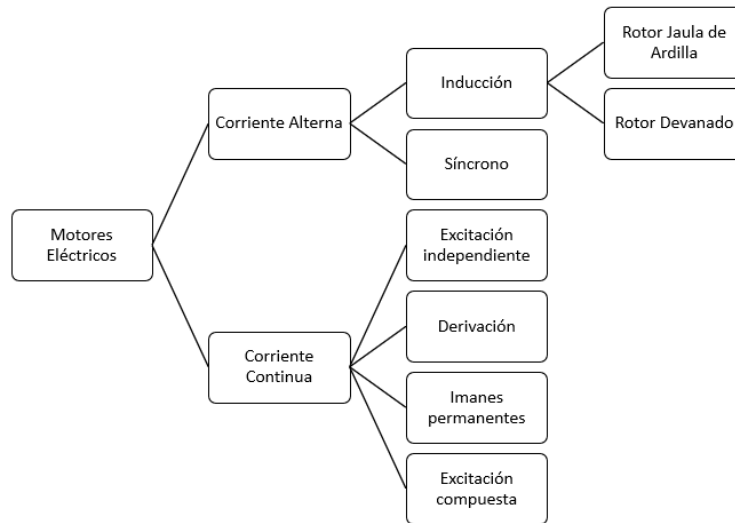 Rotor Jaula de
Ardilla
Inducción
Corriente Alterna
Rotor Devanado
Síncrono
Motores
Eléctricos
Excitación
independiente
Derivación
Corriente
Continua
Imanes
permanentes
Excitación
compuesta